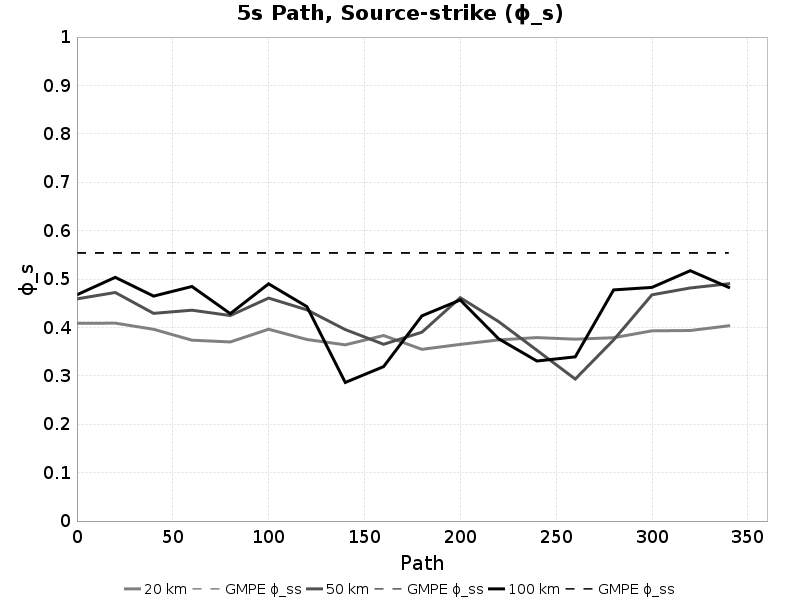 5s Path, Source-strike (ϕ_s)
1
0.9
0.8
0.7
0.6
0.5
0.4
0.3
0.2
0.1
0
ϕ_s
0 50 100 150 200 250 300 350
Path
20 km GMPE ϕ_ss 50 km GMPE ϕ_ss 100 km GMPE ϕ_ss